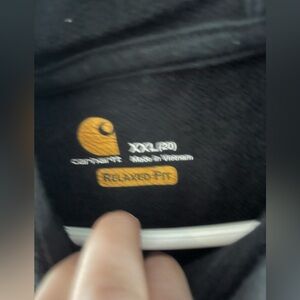 XXL(20)
carhartt Made in Vietnam
RELAXED FIT